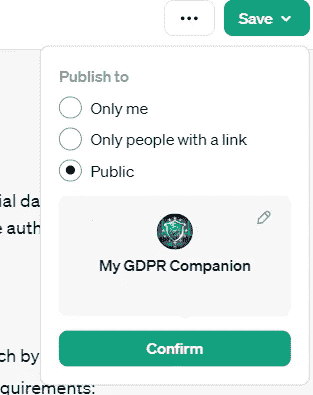 Save
Publish to
Only me
Only people with a link
Public
ial da
e auth
My GDPR Companion
Confirm
ch by
quirements: